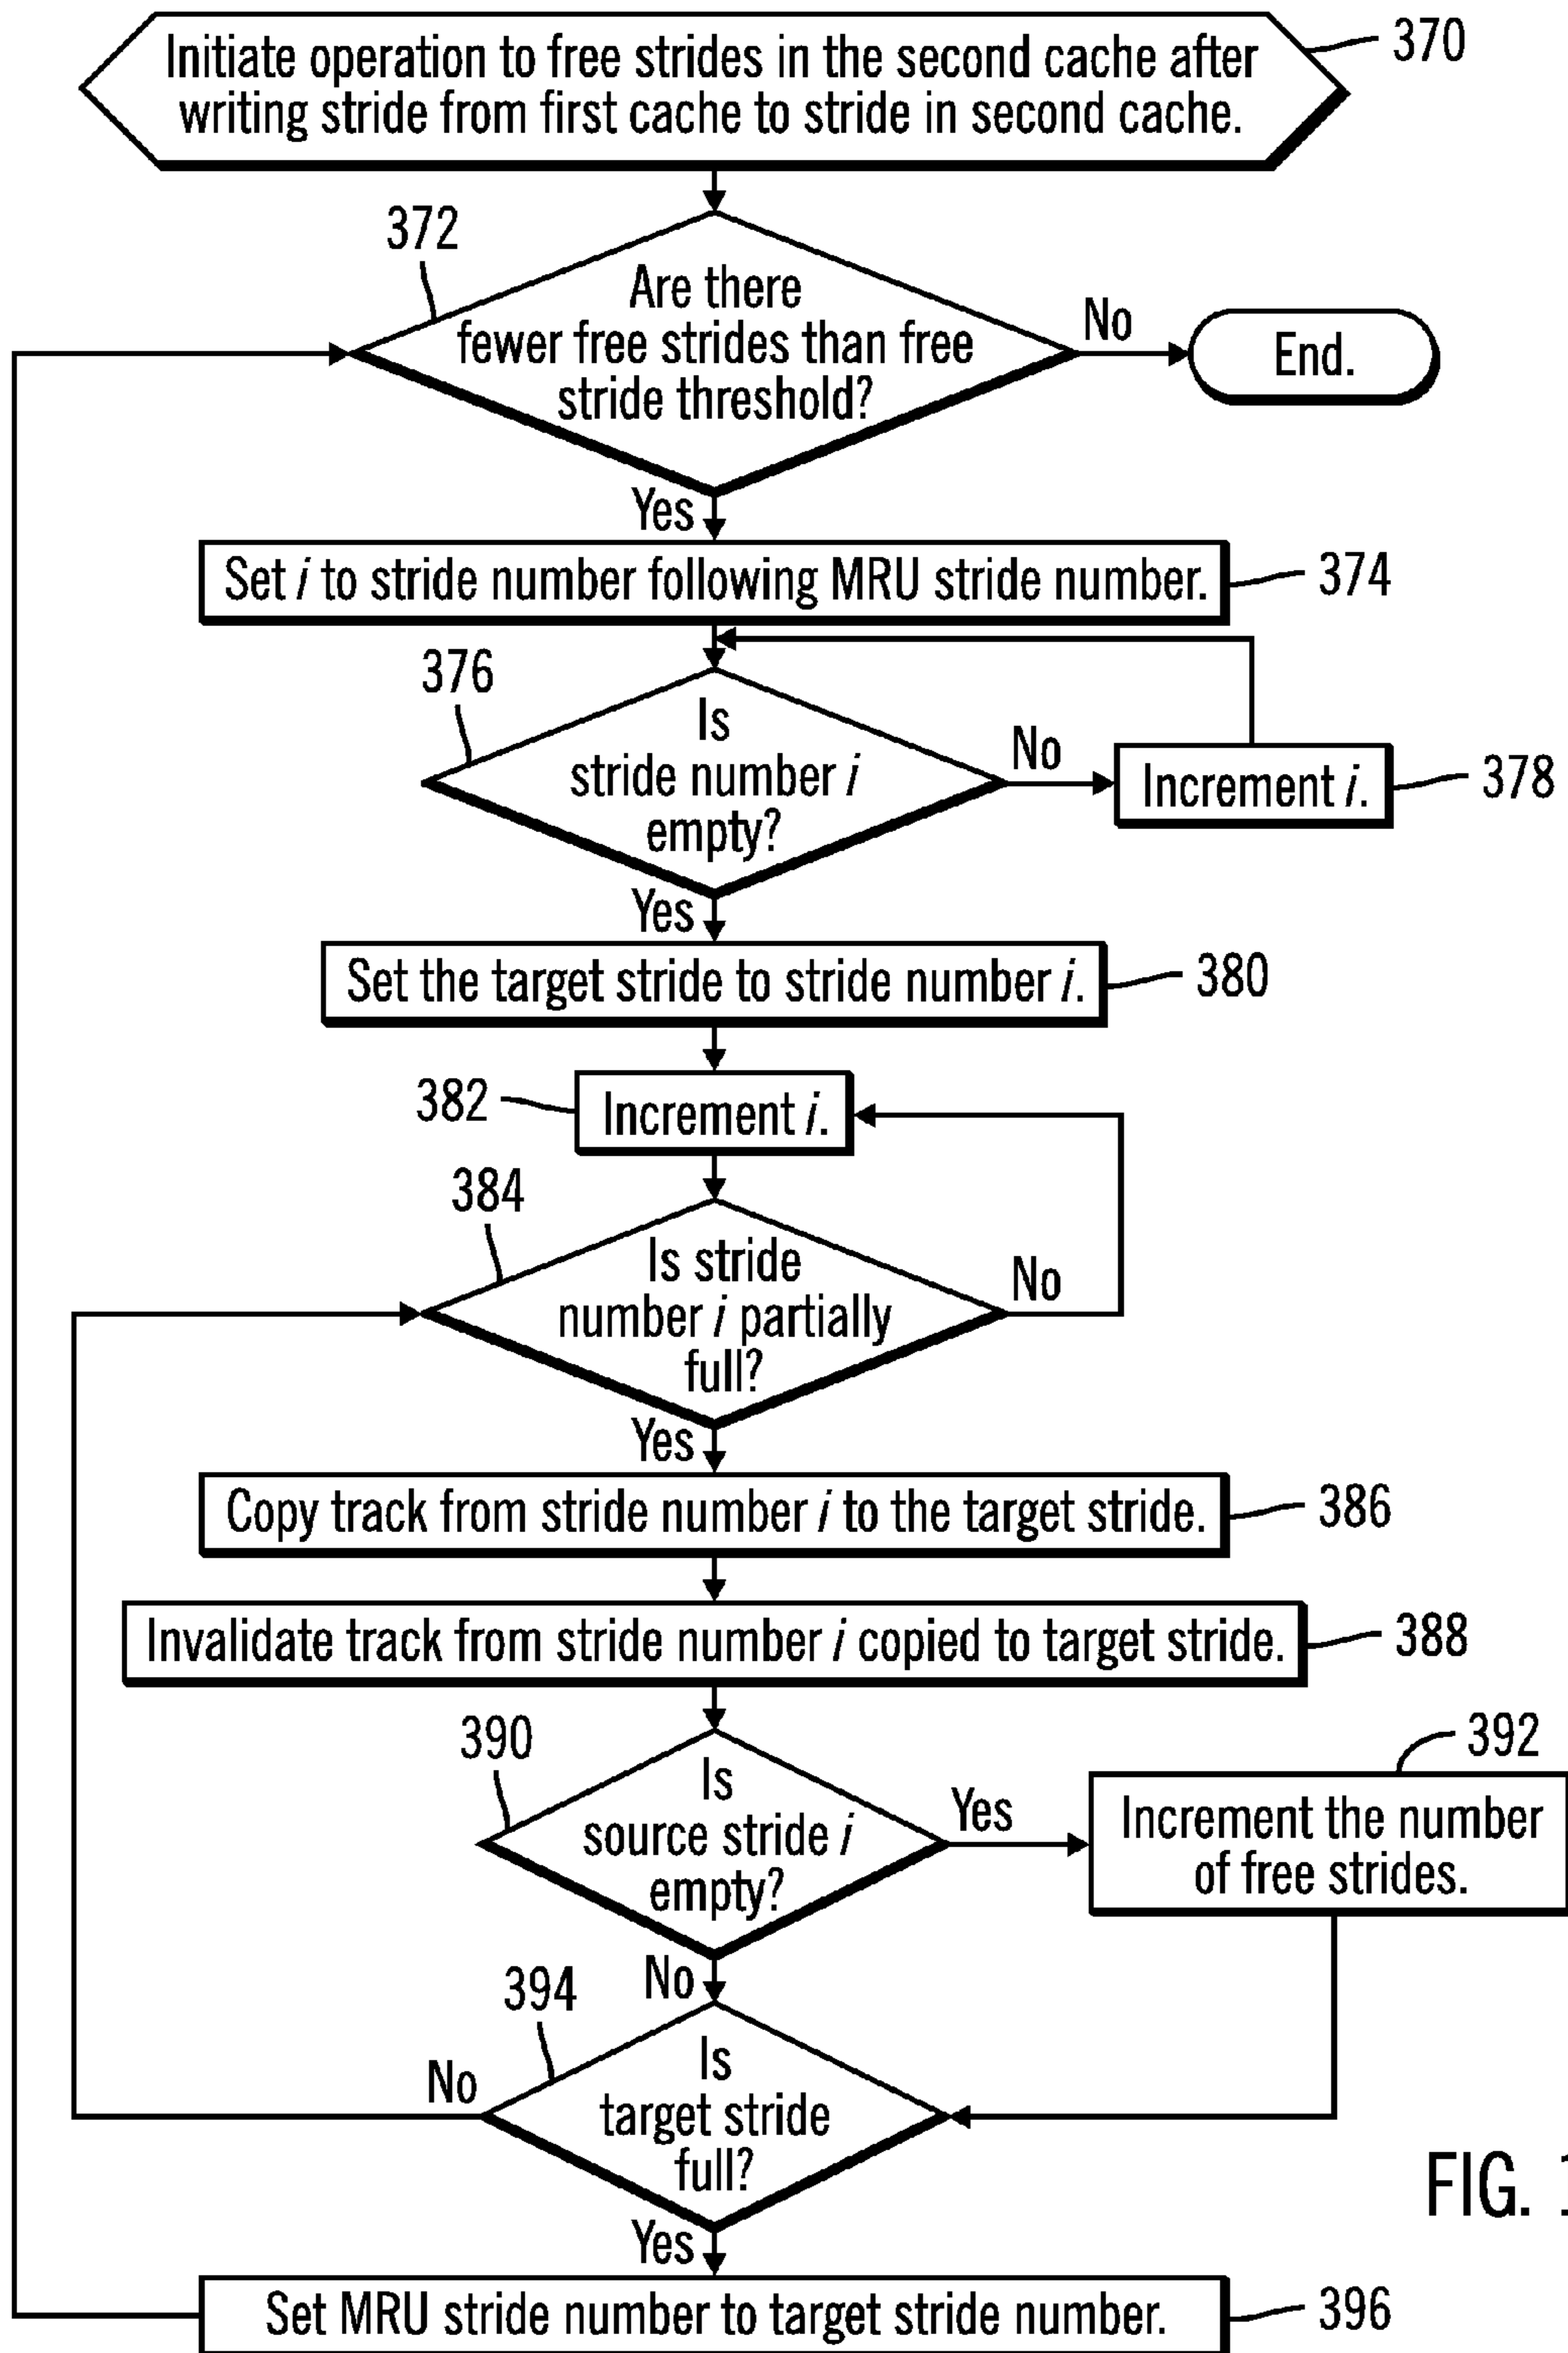 Initiate operation to free strides in the second cache after
writing stride from first cache to stride in second cache.
370
372
Are there
fewer free strides than free
stride threshold?
No
End.
Yes
Set i to stride number following MRU stride number.
374
376
Is
stride number i
empty?
No
Increment i.
378
Yes
Set the target stride to stride number i.
380
382
Increment i.
384
Is stride
number i partially
full?
No
Yes
Copy track from stride number i to the target stride.
386
Invalidate track from stride number i copied to target stride.
388
390
Is
source stride i
empty?
Yes
392
Increment the number
of free strides.
No
394
Is
target stride
full?
No
FIG.
Yes
Set MRU stride number to target stride number.
396